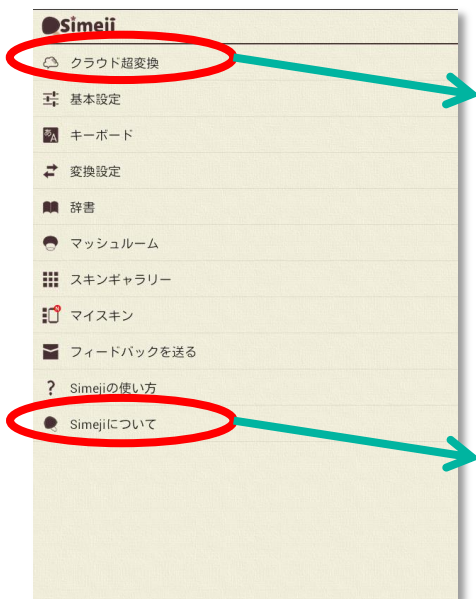 Simeji
クラウド超変換
基本設定
あA キーボード
変換設定
辞書
マッシュルーム
スキンギャラリー
N マイスキン
フィードバックを送る
? Simejiの使い方
Simejiについて